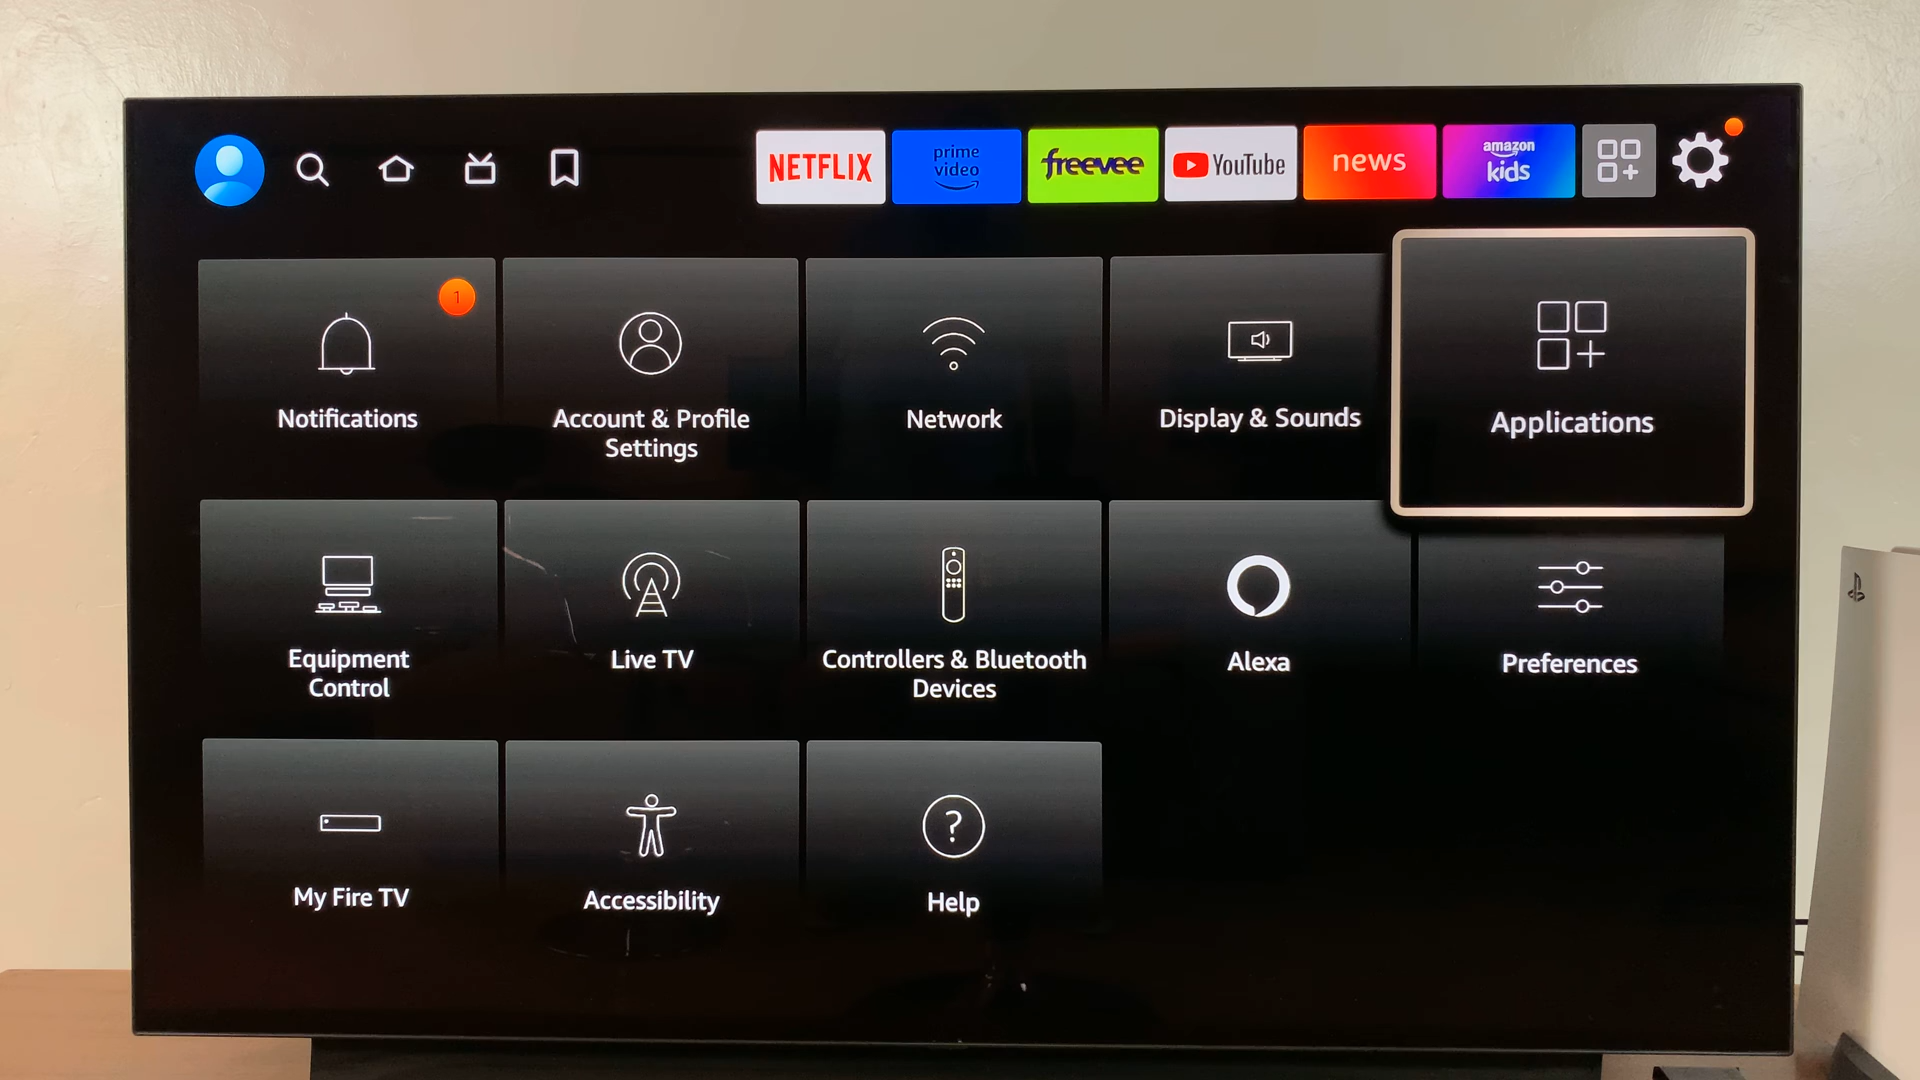 NETFLIX
prime
video
freevee
YouTube
news
amazon
kids
1
Notifications
Account & Profile
Settings
Network
Display & Sounds
Applications
Equipment
Control
Live TV
Controllers & Bluetooth
Devices
Alexa
Preferences
My Fire TV
Accessibility
?
Help